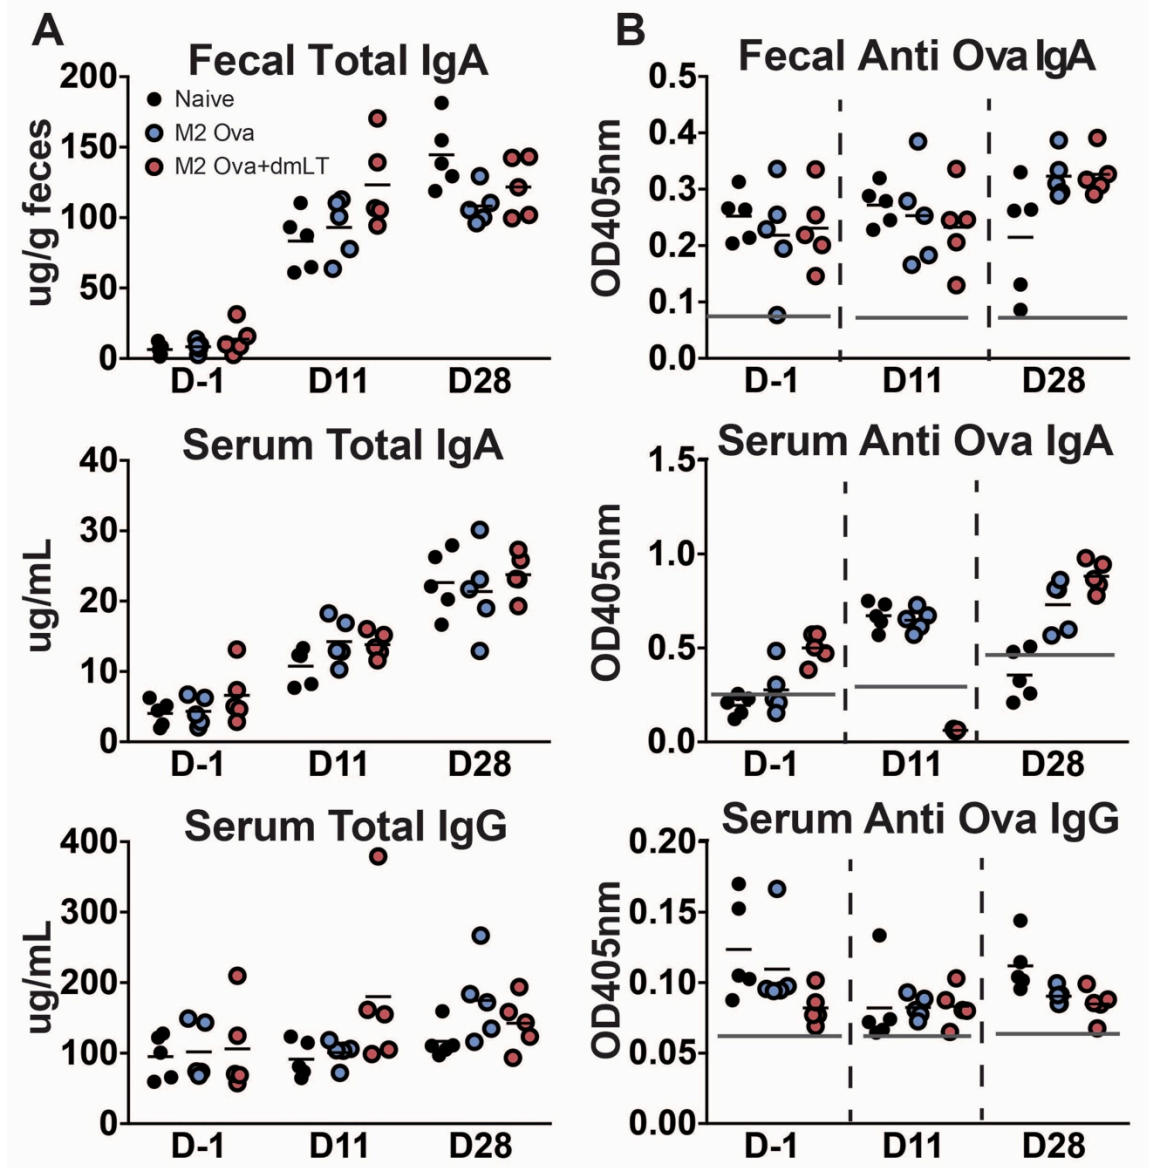 A
Fecal Total IgA
ug/g feces
200
150
100
50
0
Naive
M2 Ova
M2 Ova+dmLT
D-1 D11 D28
B
Fecal Anti Ova IgA
OD405nm
0.5
0.4
0.3
0.2
0.1
0.0
D-1 D11 D28
Serum Total IgA
ug/mL
40
30
20
10
0
D-1 D11 D28
Serum Anti Ova IgA
OD405nm
1.5
1.0
0.5
0.0
D-1 D11 D28
Serum Total IgG
ug/mL
400
300
200
100
0
D-1 D11 D28
Serum Anti Ova IgG
OD405nm
0.20
0.15
0.10
0.05
0.00
D-1 D11 D28